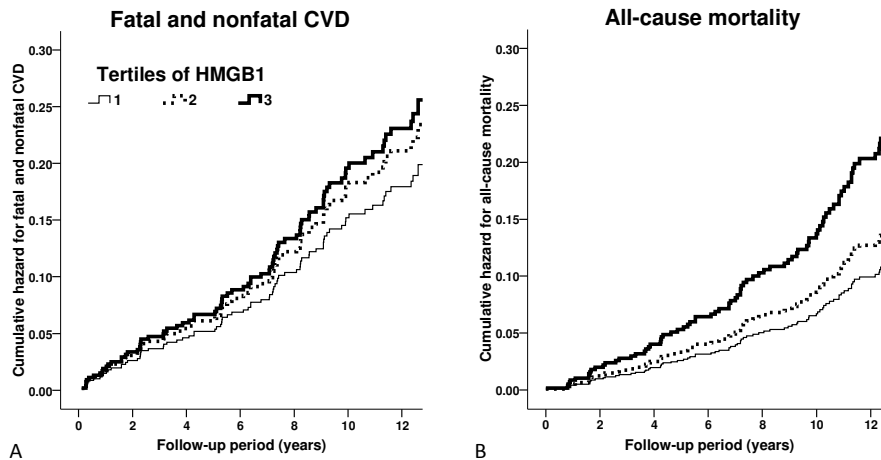 Fatal and nonfatal CVD
Cumulative hazard for fatal and nonfatal CVD
0.30
0.25
0.20
0.15
0.10
0.05
0.00
Tertiles of HMGB1
1 2 3
0 2 4 6 8 10 12
Follow-up period (years)
A
All-cause mortality
Cumulative hazard for all-cause mortality
0.30
0.25
0.20
0.15
0.10
0.05
0.00
0 2 4 6 8 10 12
Follow-up period (years)
B